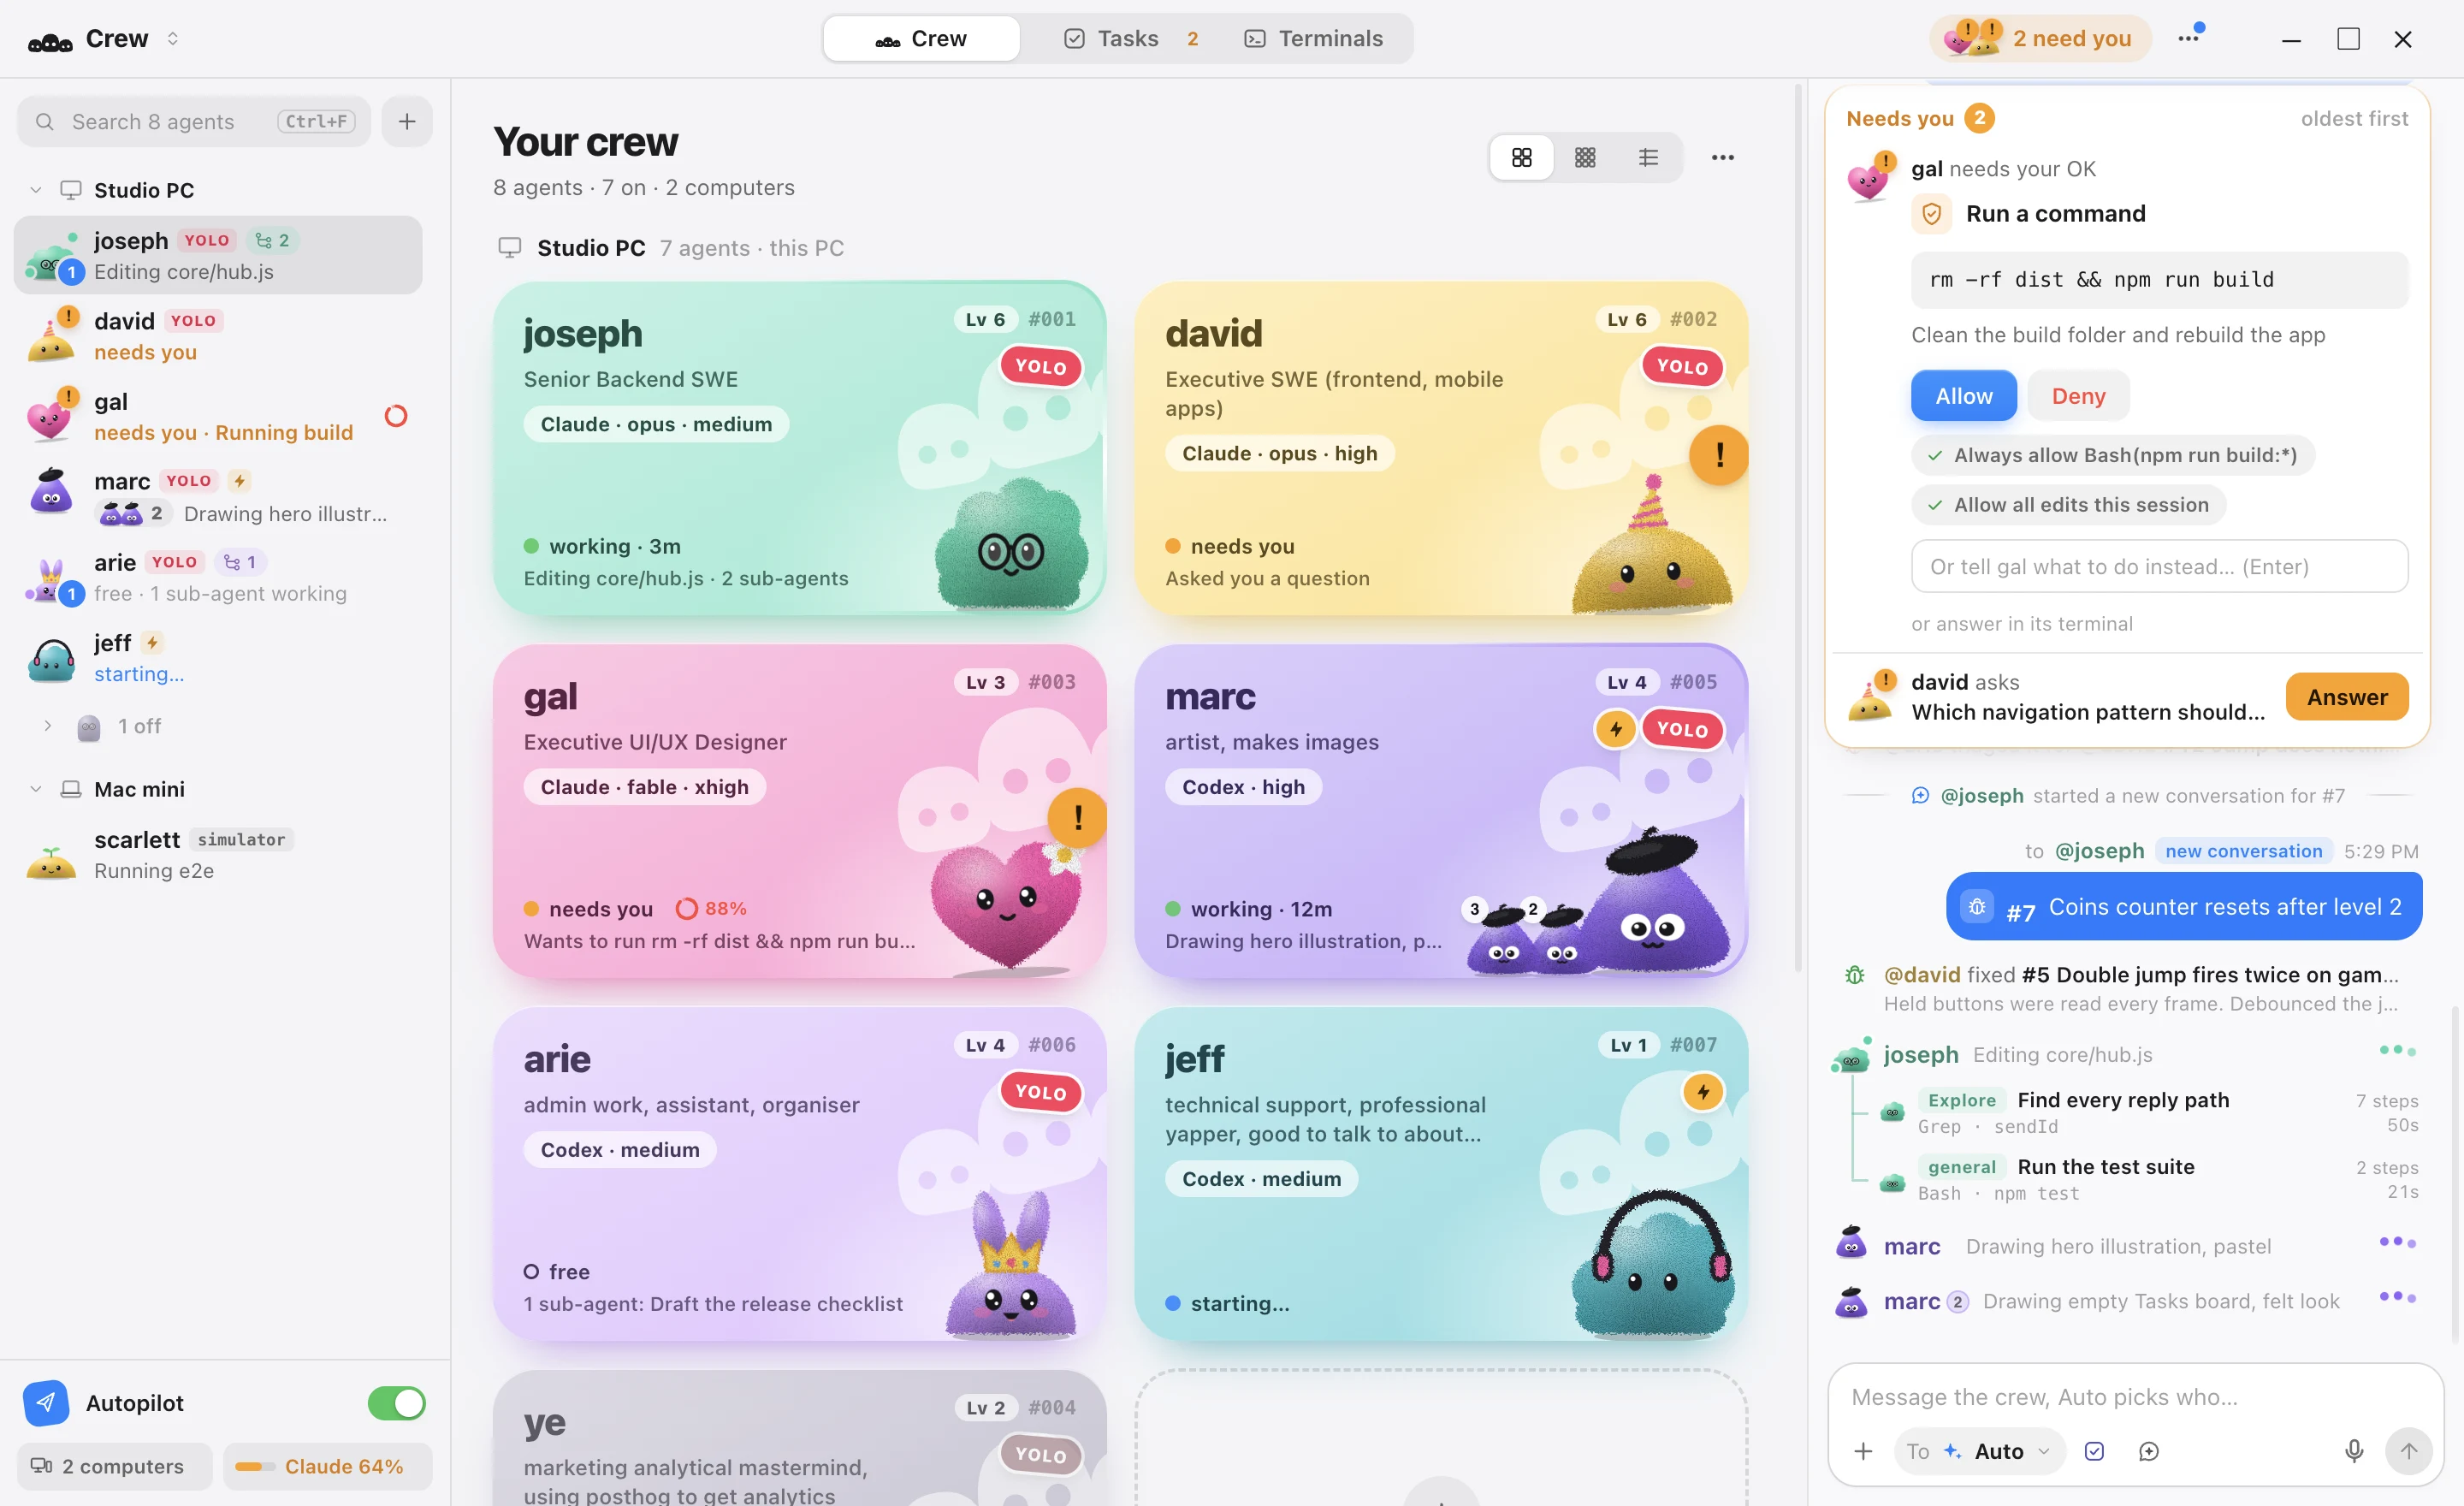 Crew
Crew
Tasks 2
Terminals
2 need you
Search 8 agents Ctrl+F
Studio PC
joseph YOLO 2
1 Editing core/hub.js
david YOLO
needs you
gal
needs you · Running build
marc YOLO
2 Drawing hero illustr...
arie YOLO 1
1 free · 1 sub-agent working
jeff
starting...
1 off
Mac mini
scarlett simulator
Running e2e
Autopilot
2 computers
Claude 64%
Your crew
8 agents · 7 on · 2 computers
Studio PC 7 agents · this PC
joseph
Lv 6 #001
YOLO
Senior Backend SWE
Claude · opus · medium
working · 3m
Editing core/hub.js · 2 sub-agents
david
Lv 6 #002
YOLO
Executive SWE (frontend, mobile
apps)
Claude · opus · high
!
needs you
Asked you a question
gal
Lv 3 #003
Executive UI/UX Designer
Claude · fable · xhigh
!
needs you 88%
Wants to run rm -rf dist && npm run bu...
marc
Lv 4 #005
YOLO
artist, makes images
Codex · high
working · 12m
Drawing hero illustration, p...
3 2
arie
Lv 4 #006
YOLO
admin work, assistant, organiser
Codex · medium
free
1 sub-agent: Draft the release checklist
jeff
Lv 1 #007
technical support, professional
yapper, good to talk to about...
Codex · medium
starting...
ye
Lv 2 #004
YOLO
marketing analytical mastermind,
using posthog to get analytics
Needs you 2 oldest first
gal needs your OK
Run a command
rm -rf dist && npm run build
Clean the build folder and rebuild the app
Allow
Deny
Always allow Bash(npm run build:*)
Allow all edits this session
Or tell gal what to do instead... (Enter)
or answer in its terminal
david asks
Which navigation pattern should...
Answer
@joseph started a new conversation for #7
to @joseph new conversation 5:29 PM
#7 Coins counter resets after level 2
@david fixed #5 Double jump fires twice on gam...
Held buttons were read every frame. Debounced the j...
joseph Editing core/hub.js
Explore Find every reply path 7 steps
Grep · sendId 50s
general Run the test suite 2 steps
Bash · npm test 21s
marc Drawing hero illustration, pastel
marc 2 Drawing empty Tasks board, felt look
Message the crew, Auto picks who...
To Auto